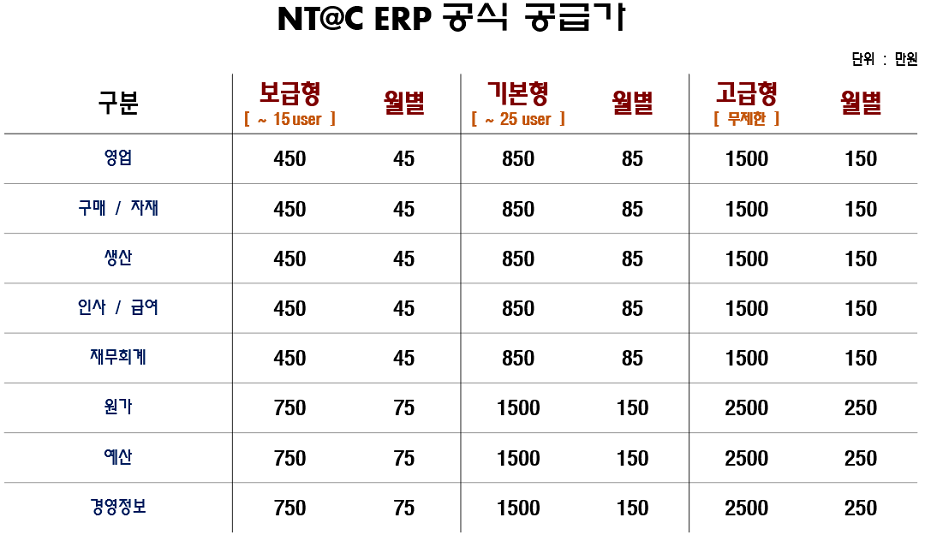 NT@C ERP 공식 공급가
단위 : 만원
구분 보급형 월별 기본형 월별 고급형 월별
[ ~ 15 user ] [ ~ 25 user ] [ 무제한 ]
영업 450 45 850 85 1500 150
구매 / 자재 450 45 850 85 1500 150
생산 450 45 850 85 1500 150
인사 / 급여 450 45 850 85 1500 150
재무회계 450 45 850 85 1500 150
원가 750 75 1500 150 2500 250
예산 750 75 1500 150 2500 250
경영정보 750 75 1500 150 2500 250